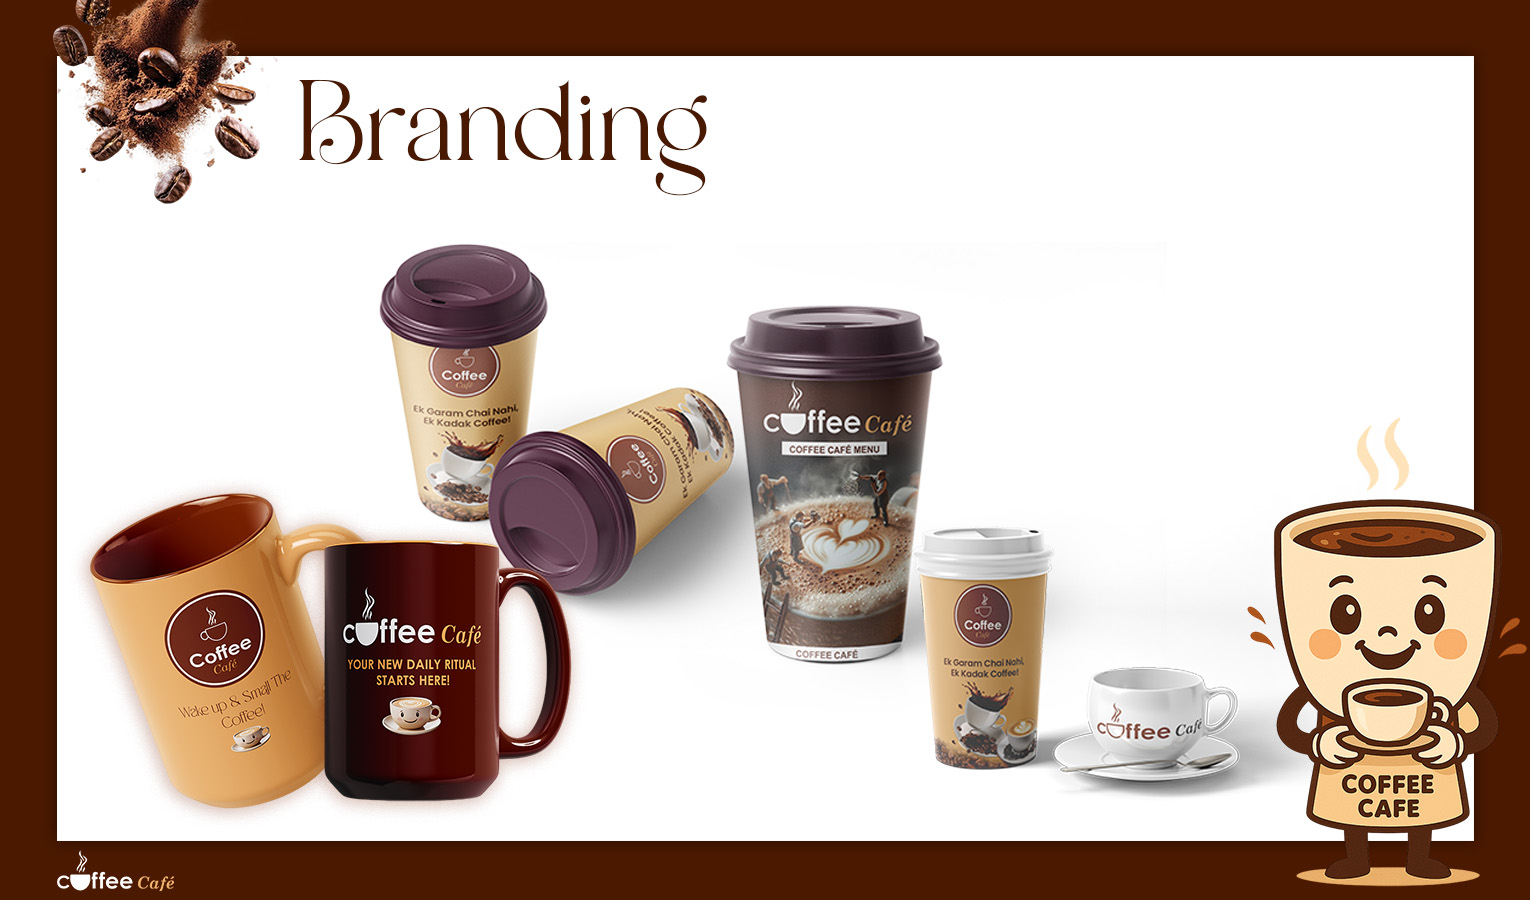 Branding
Coffee
Café
Ek Garam Chai Nahi,
Ek Kadak Coffee!
Coffee
Café
Ek Garam Chai Nahi,
Ek Kadak Coffee!
coffee Café
COFFEE CAFÉ MENU
COFFEE CAFÉ
Coffee
Café
Wake up & Small The
Coffee!
coffee Café
YOUR NEW DAILY RITUAL
STARTS HERE!
Coffee
Café
Ek Garam Chai Nahi,
Ek Kadak Coffee!
coffee Café
COFFEE
CAFE
coffee Café